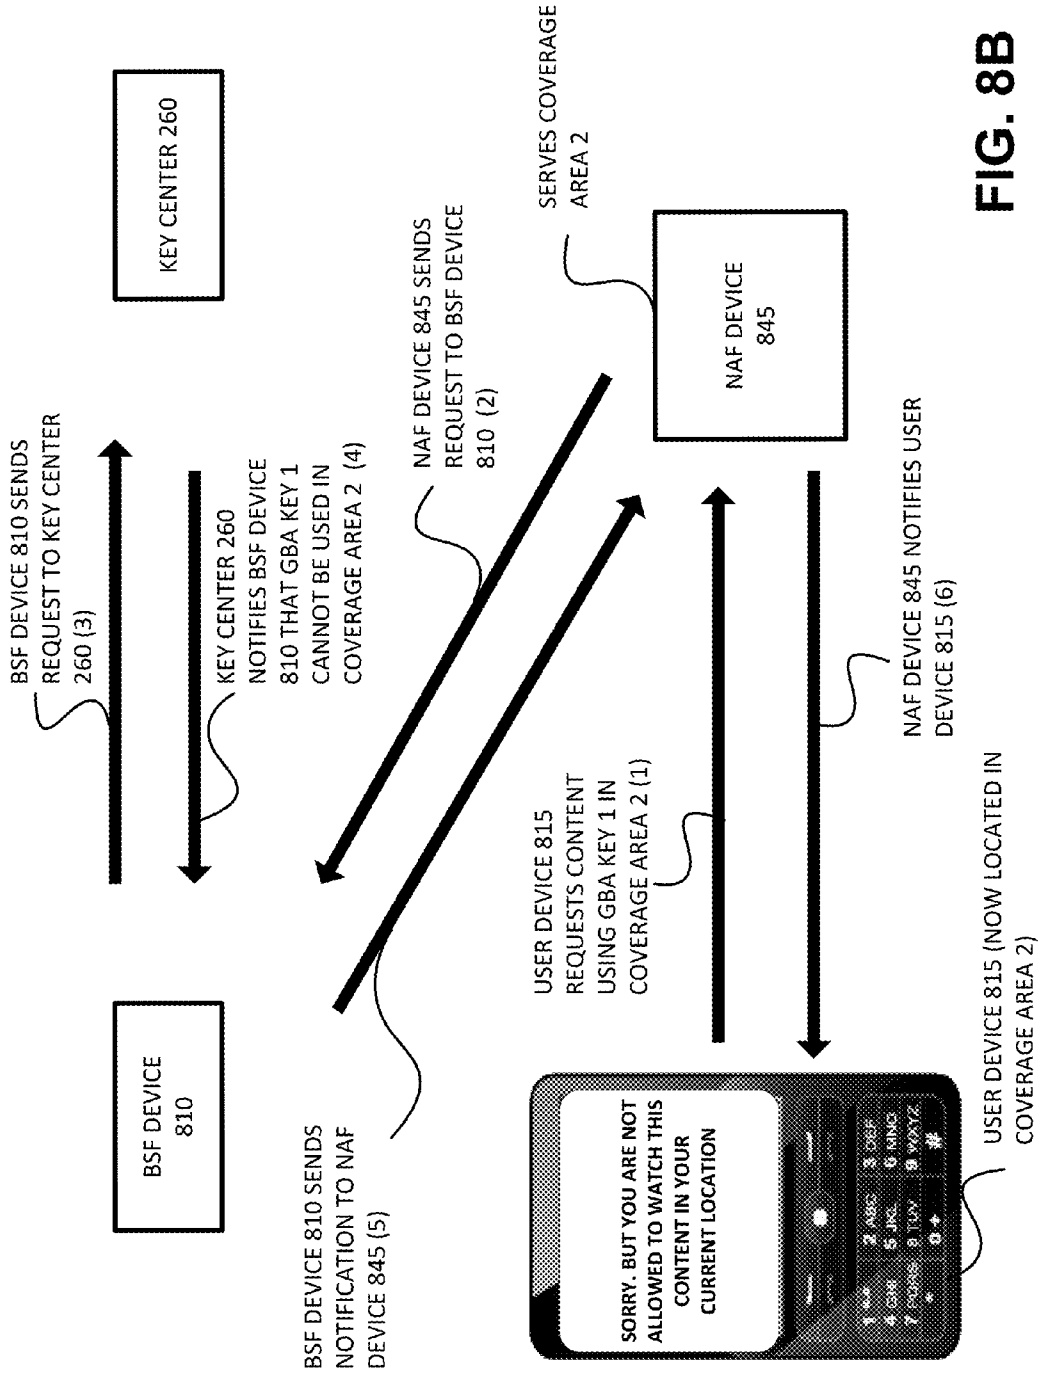 BSF DEVICE 810 SENDS
REQUEST TO KEY CENTER
260 (3)
BSF DEVICE
810
KEY CENTER 260
KEY CENTER 260
NOTIFIES BSF DEVICE
810 THAT GBA KEY 1
CANNOT BE USED IN
COVERAGE AREA 2 (4)
BSF DEVICE 810 SENDS
NOTIFICATION TO NAF
DEVICE 845 (5)
NAF DEVICE 845 SENDS
REQUEST TO BSF DEVICE
810 (2)
SERVES COVERAGE
AREA 2
USER DEVICE 815
REQUESTS CONTENT
USING GBA KEY 1 IN
COVERAGE AREA 2 (1)
NAF DEVICE
845
SORRY. BUT YOU ARE NOT
ALLOWED TO WATCH THIS
CONTENT IN YOUR
CURRENT LOCATION
NAF DEVICE 845 NOTIFIES USER
DEVICE 815 (6)
USER DEVICE 815 (NOW LOCATED IN
COVERAGE AREA 2)
FIG. 8B